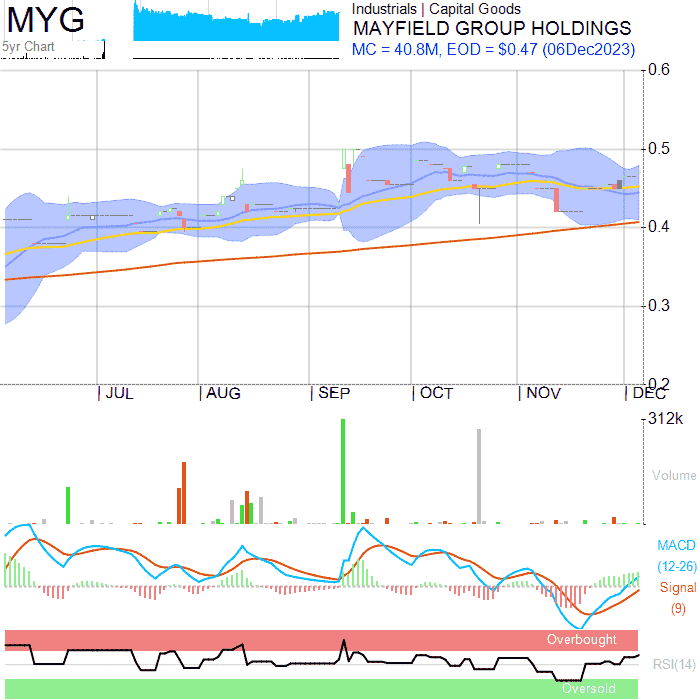 MYG
5yr Chart
Industrials | Capital Goods
MAYFIELD GROUP HOLDINGS
MC = 40.8M, EOD = $0.47 (06Dec2023)
0.6
0.5
0.4
0.3
0.2
JUL
AUG
SEP
OCT
NOV
DEC
312k
Volume
MACD
(12-26)
Signal
(9)
Overbought
RSI(14)
Oversold